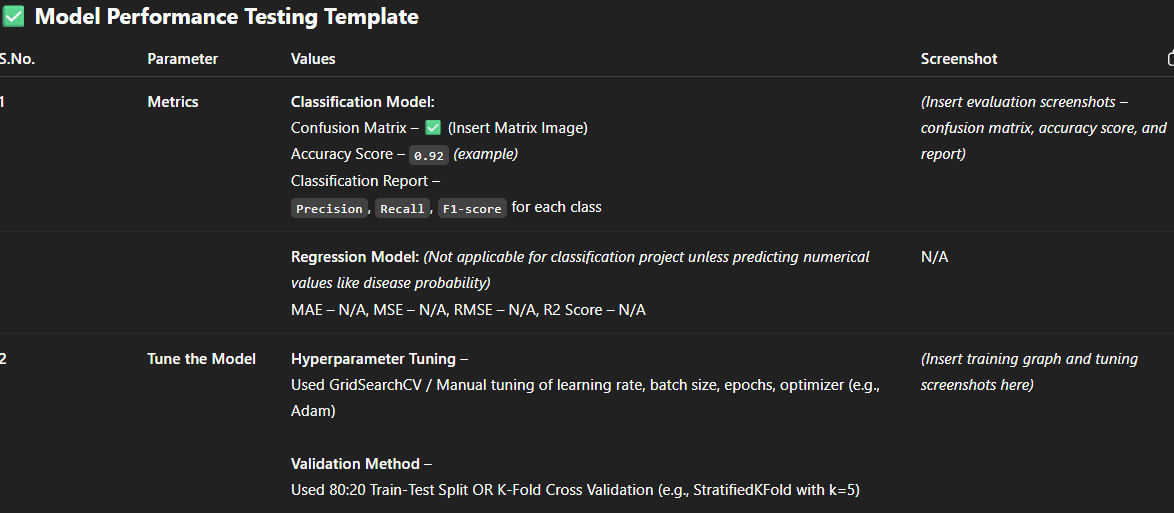 ✅ Model Performance Testing Template
S.No. Parameter Values Screenshot
1 Metrics Classification Model: (Insert evaluation screenshots –
Confusion Matrix – ✅ (Insert Matrix Image) confusion matrix, accuracy score, and
Accuracy Score – 0.92 (example) report)
Classification Report –
Precision, Recall, F1-score for each class
Regression Model: (Not applicable for classification project unless predicting numerical N/A
values like disease probability)
MAE – N/A, MSE – N/A, RMSE – N/A, R2 Score – N/A
2 Tune the Model Hyperparameter Tuning – (Insert training graph and tuning
Used GridSearchCV / Manual tuning of learning rate, batch size, epochs, optimizer (e.g., screenshots here)
Adam)
Validation Method –
Used 80:20 Train-Test Split OR K-Fold Cross Validation (e.g., StratifiedKFold with k=5)